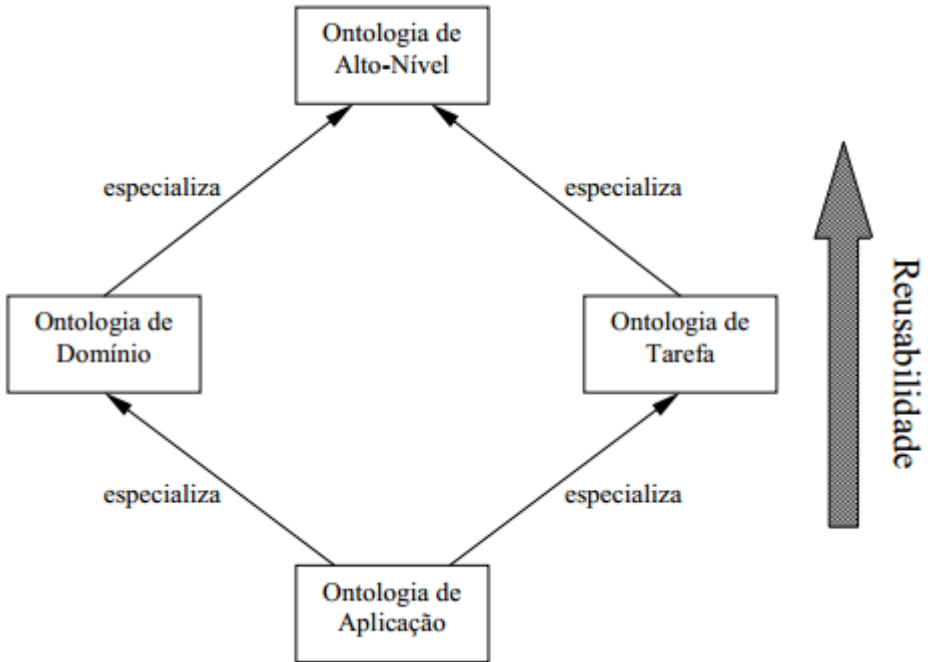 Ontologia de
Alto-Nível
especializa
especializa
Ontologia de
Domínio
Ontologia de
Tarefa
Reusabilidade
especializa
especializa
Ontologia de
Aplicação